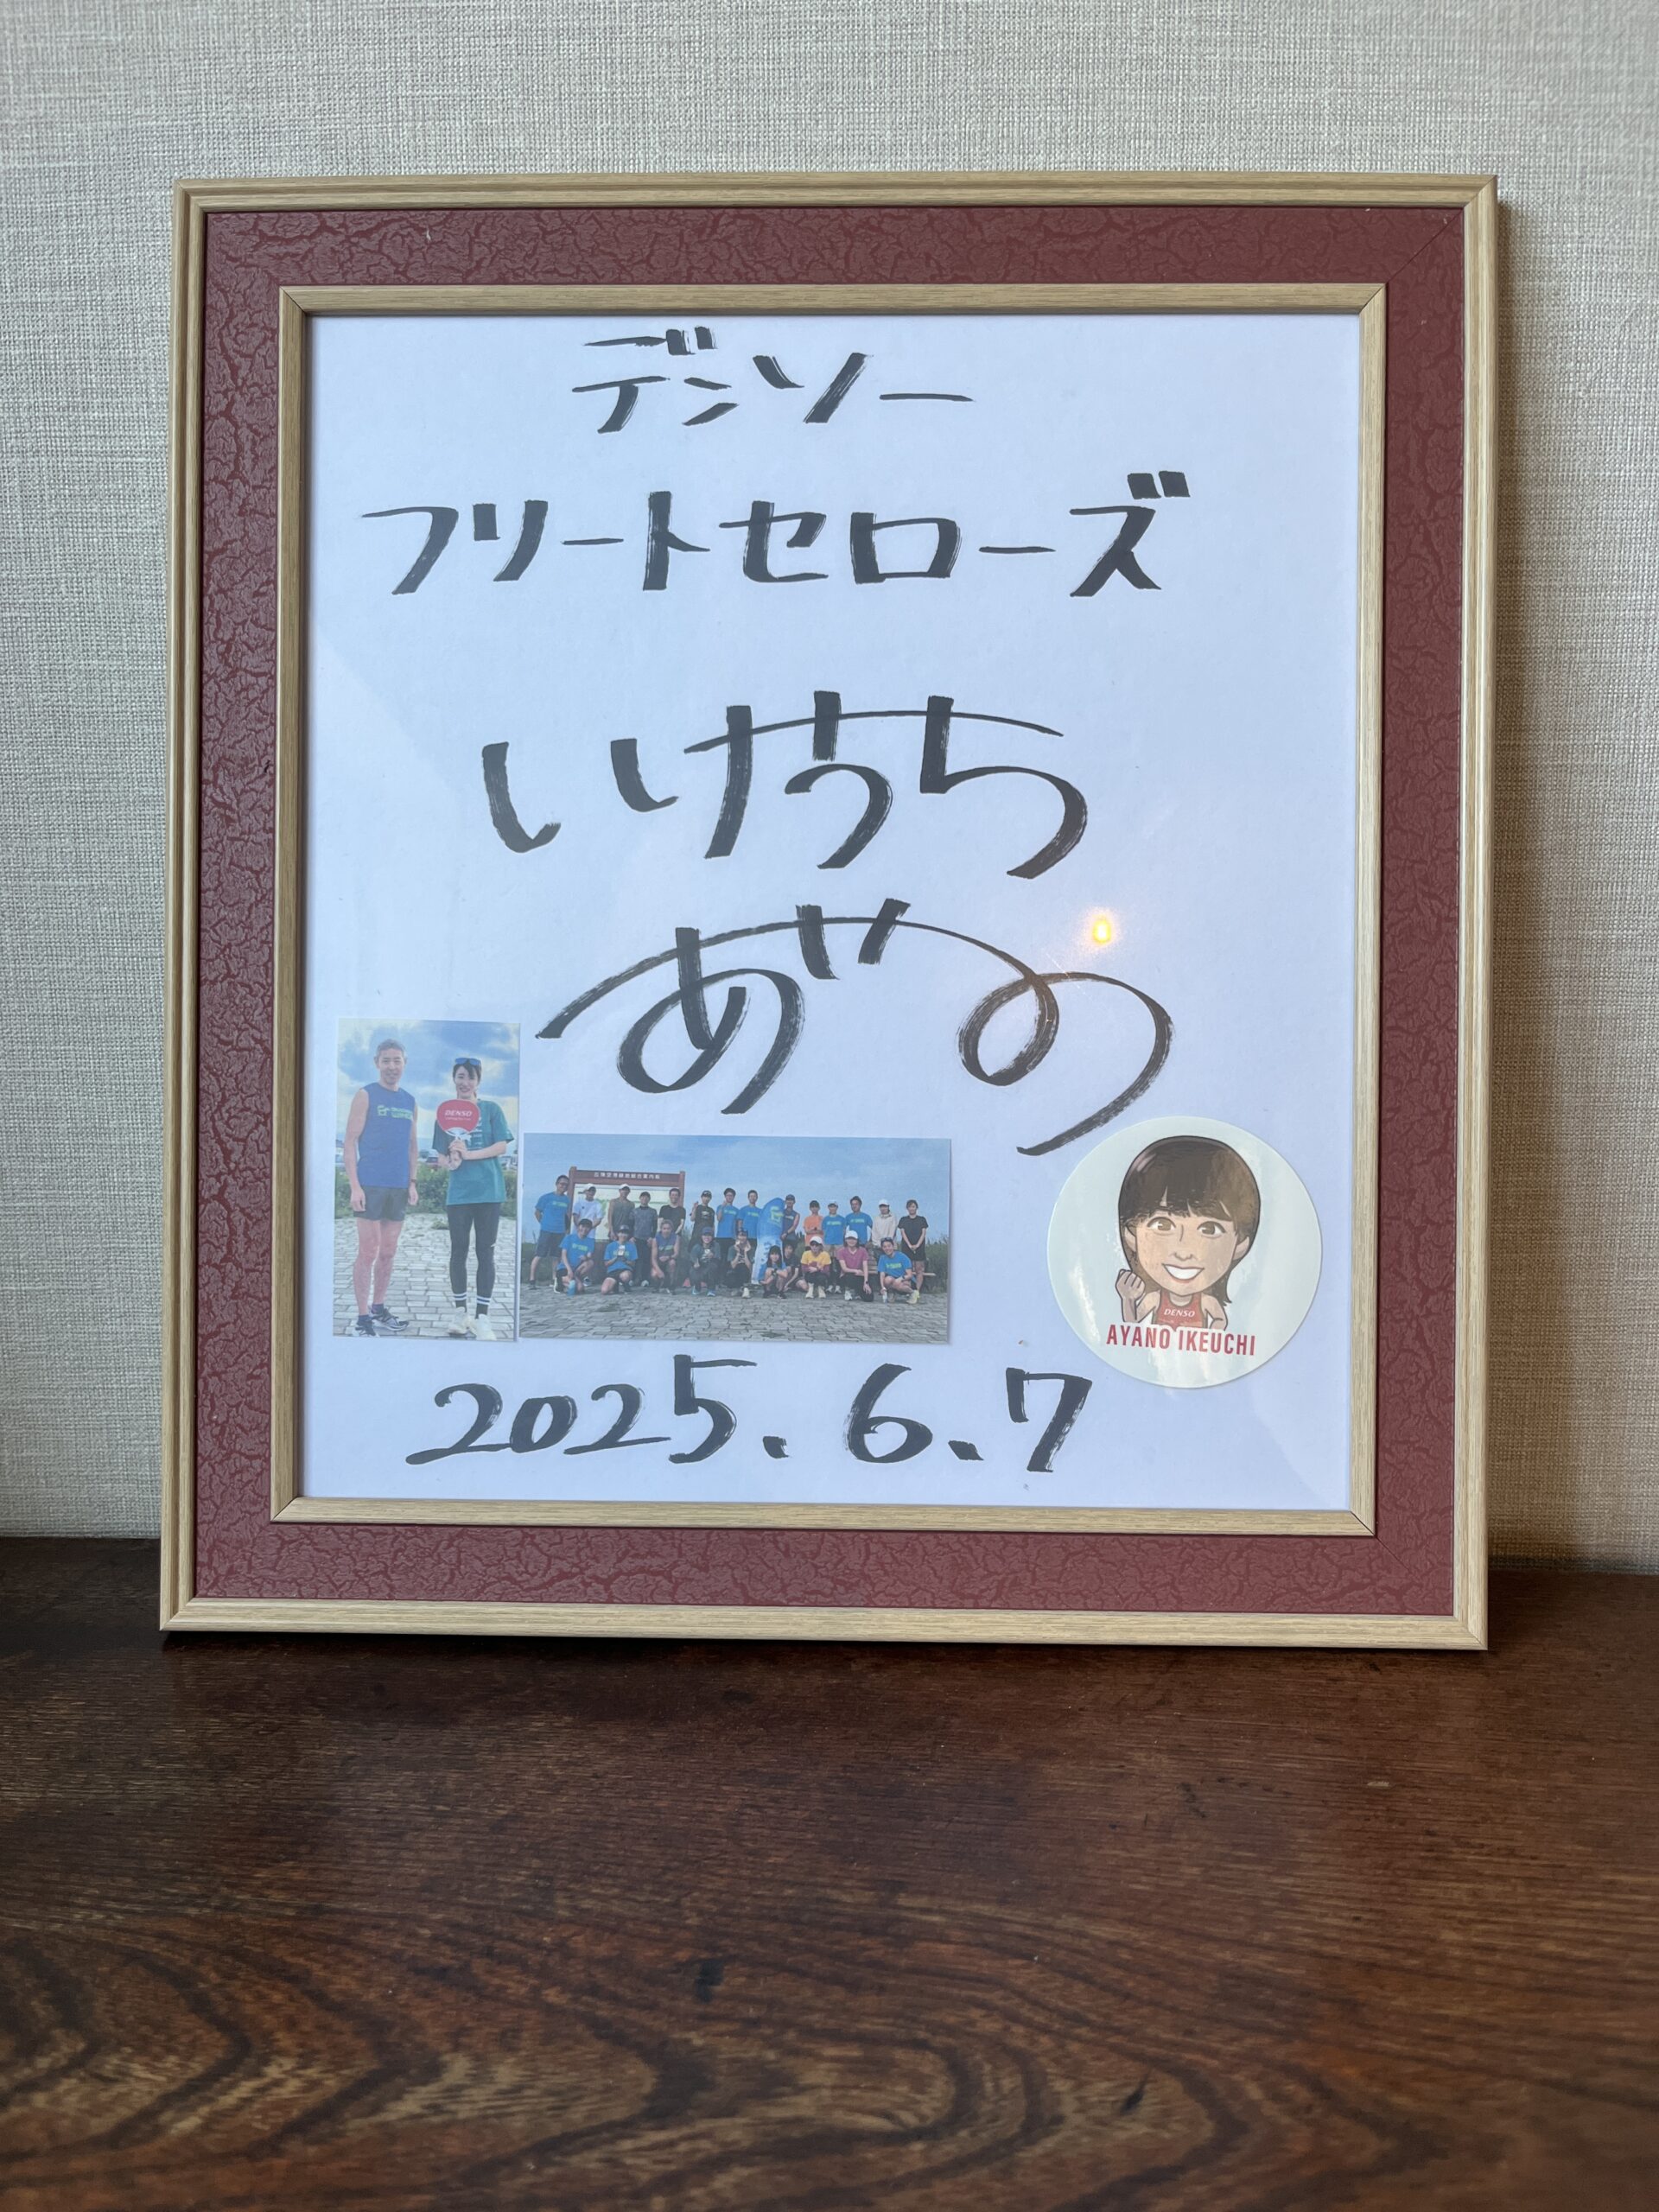 デンソー
フリートセローズ
いけうち
あやの
DENSO
DENSO
AYANO IKEUCHI
2025.6.7